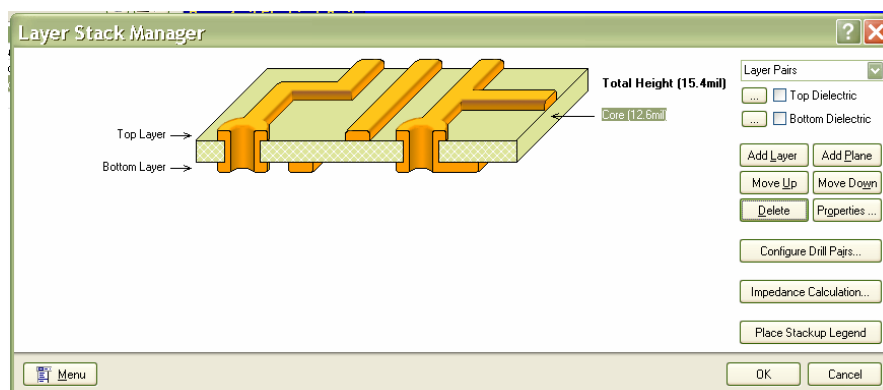 Layer Stack Manager
Total Height (15.4mil)
Core (12.6mil)
Top Layer
Bottom Layer
Layer Pairs
... Top Dielectric
... Bottom Dielectric
Add Layer Add Plane
Move Up Move Down
Delete Properties ...
Configure Drill Pairs...
Impedance Calculation...
Place Stackup Legend
Menu OK Cancel